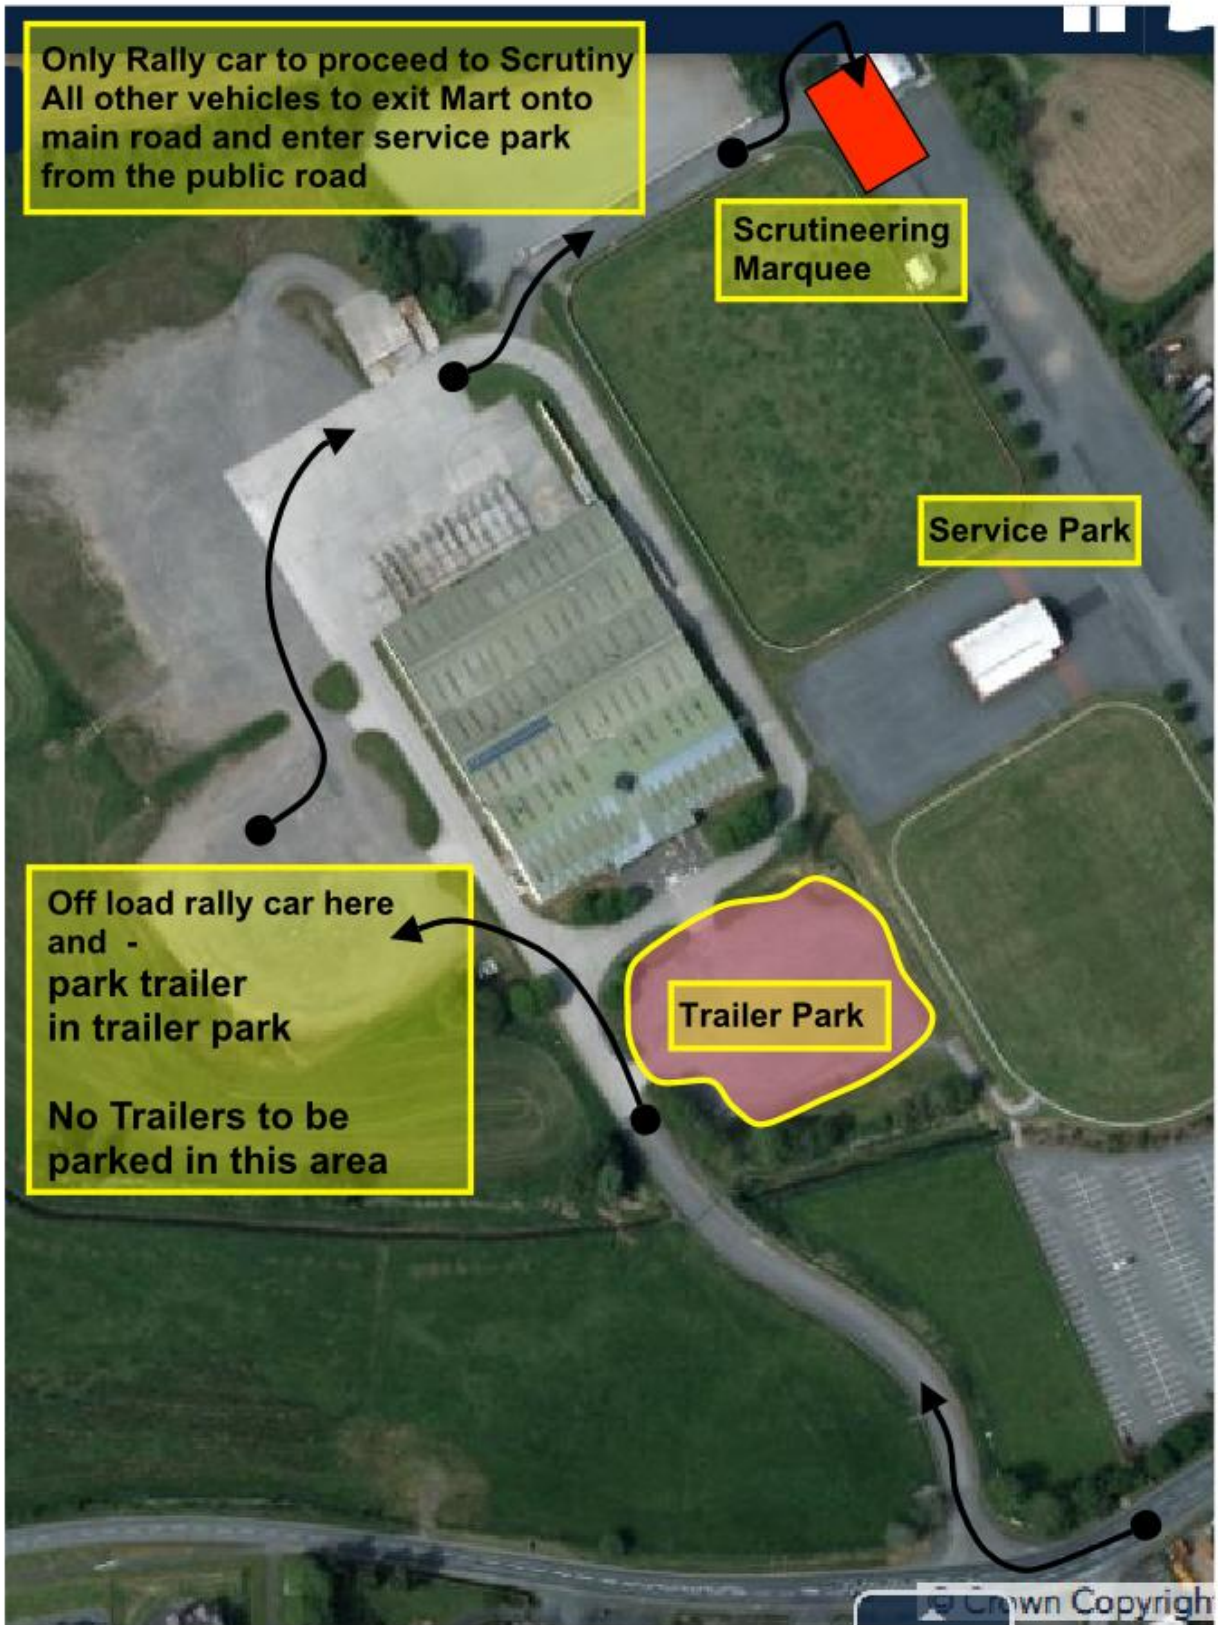 Only Rally car to proceed to Scrutiny
All other vehicles to exit Mart onto
main road and enter service park
from the public road
Scrutineering
Marquee
Service Park
Off load rally car here
and -
park trailer
in trailer park
No Trailers to be
parked in this area
Trailer Park
© Crown Copyrigh